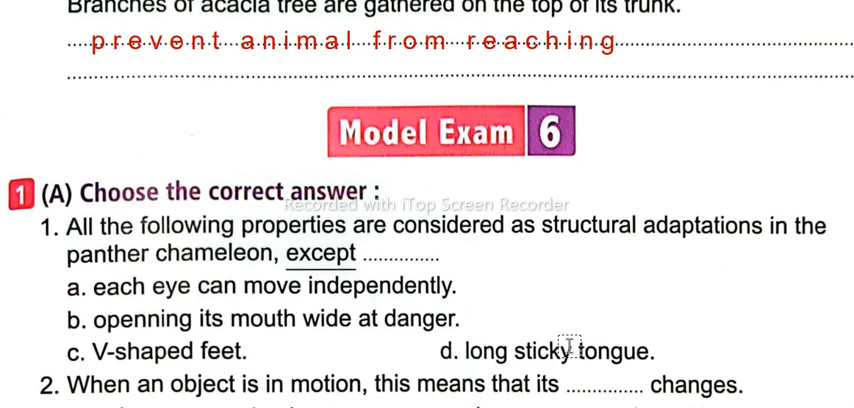 Branches of acacia tree are gathered on the top of its trunk.
prevent animal from reaching
Model Exam 6
1 (A) Choose the correct answer :
Recorded with iTop Screen Recorder
1. All the following properties are considered as structural adaptations in the
panther chameleon, except ...............
a. each eye can move independently.
b. openning its mouth wide at danger.
c. V-shaped feet. d. long sticky tongue.
2. When an object is in motion, this means that its .............. changes.